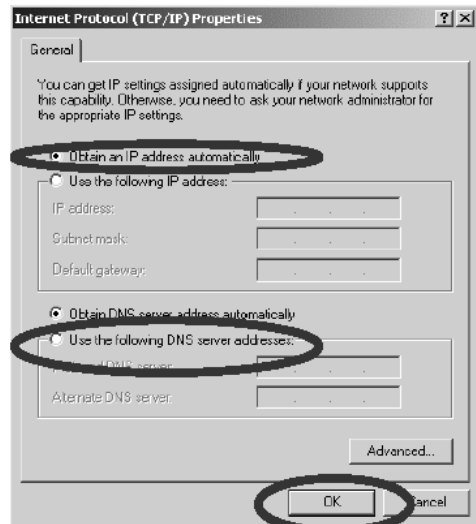 Internet Protocol (TCP/IP) Properties
General
You can get IP settings assigned automatically if your network supports
this capability. Otherwise, you need to ask your network administrator for
the appropriate IP settings.
Obtain an IP address automatically
Use the following IP address:
IP address:
Subnet mask:
Default gateway:
Obtain DNS server address automatically
Use the following DNS server addresses:
DNS server
Alternate DNS server
Advanced...
OK
Cancel